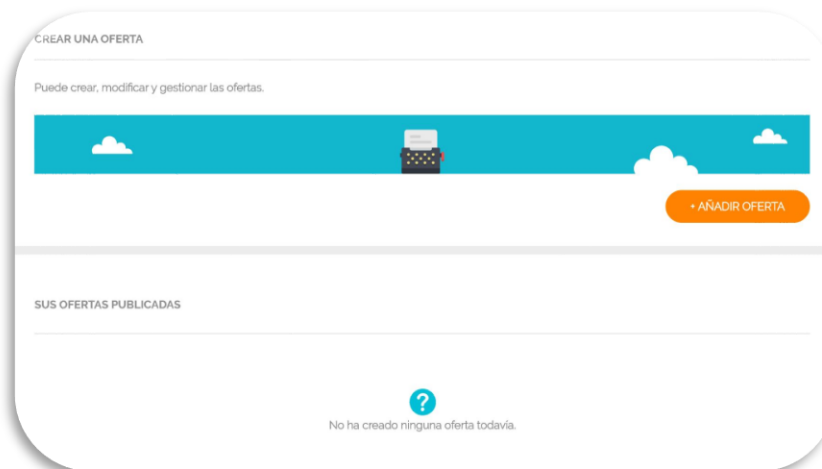 CREAR UNA OFERTA
Puede crear, modificar y gestionar las ofertas.
+ AÑADIR OFERTA
SUS OFERTAS PUBLICADAS
?
No ha creado ninguna oferta todavía.